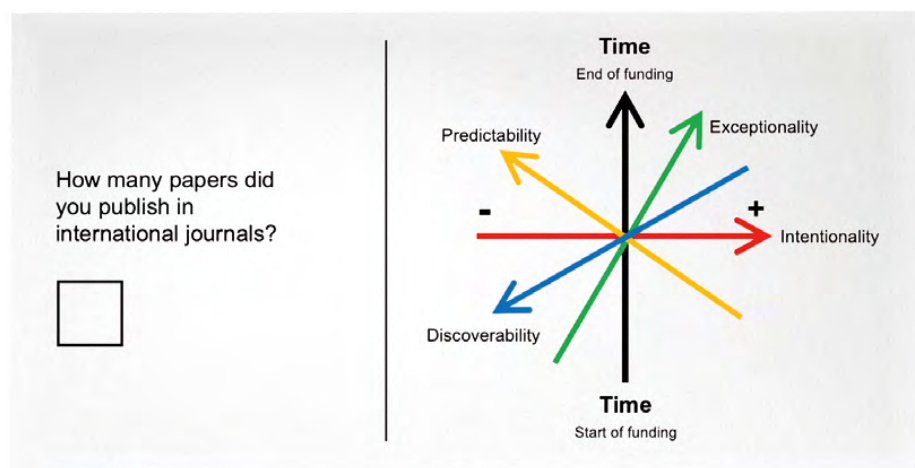 How many papers did
you publish in
international journals?
Time
End of funding
Predictability
Exceptionality
-
+
Intentionality
Discoverability
Time
Start of funding